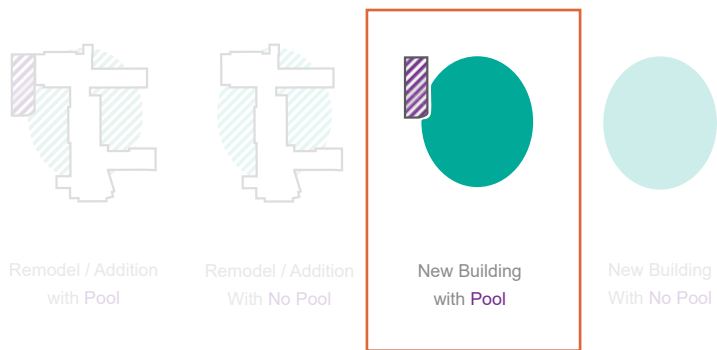 Remodel / Addition
with Pool
Remodel / Addition
With No Pool
New Building
with Pool
New Building
With No Pool